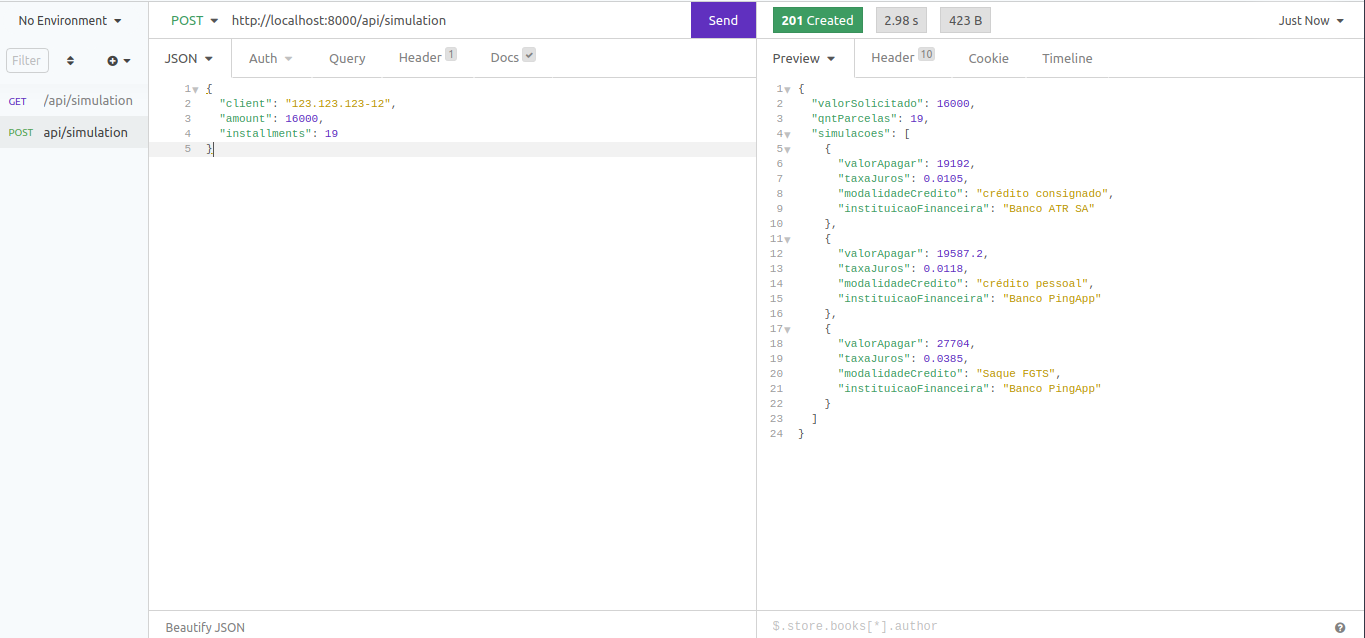 No Environment
POST http://localhost:8000/api/simulation Send
201 Created 2.98 s 423 B Just Now
Filter
JSON Auth Query Header 1 Docs
Preview Header 10 Cookie Timeline
GET /api/simulation
POST api/simulation
1 {
2 "client": "123.123.123-12",
3 "amount": 16000,
4 "installments": 19
5 }
1 {
2 "valorSolicitado": 16000,
3 "qntParcelas": 19,
4 "simulacoes": [
5 {
6 "valorApagar": 19192,
7 "taxaJuros": 0.0105,
8 "modalidadeCredito": "crédito consignado",
9 "instituicaoFinanceira": "Banco ATR SA"
10 },
11 {
12 "valorApagar": 19587.2,
13 "taxaJuros": 0.0118,
14 "modalidadeCredito": "crédito pessoal",
15 "instituicaoFinanceira": "Banco PingApp"
16 },
17 {
18 "valorApagar": 27704,
19 "taxaJuros": 0.0385,
20 "modalidadeCredito": "Saque FGTS",
21 "instituicaoFinanceira": "Banco PingApp"
22 }
23 ]
24 }
Beautify JSON
$.store.books[*].author
?